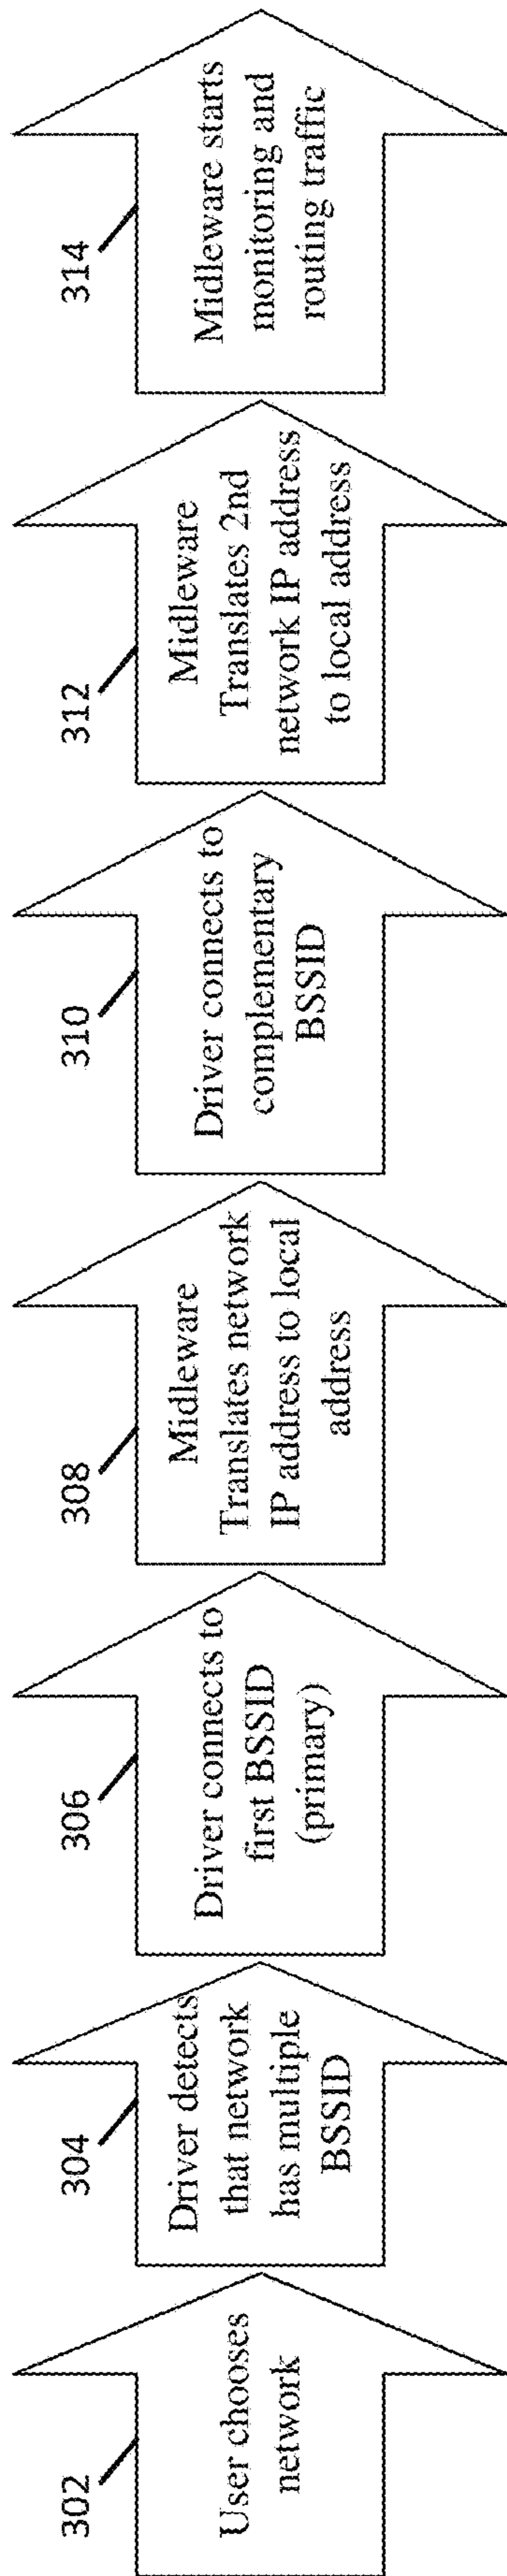 302
User chooses
network
304
Driver detects
that network
has multiple
BSSID
306
Driver connects to
first BSSID
(primary)
308
Midleware
Translates network
IP address to local
address
310
Driver connects to
complementary
BSSID
312
Midleware
Translates 2nd
network IP address
to local address
314
Midleware starts
monitoring and
routing traffic